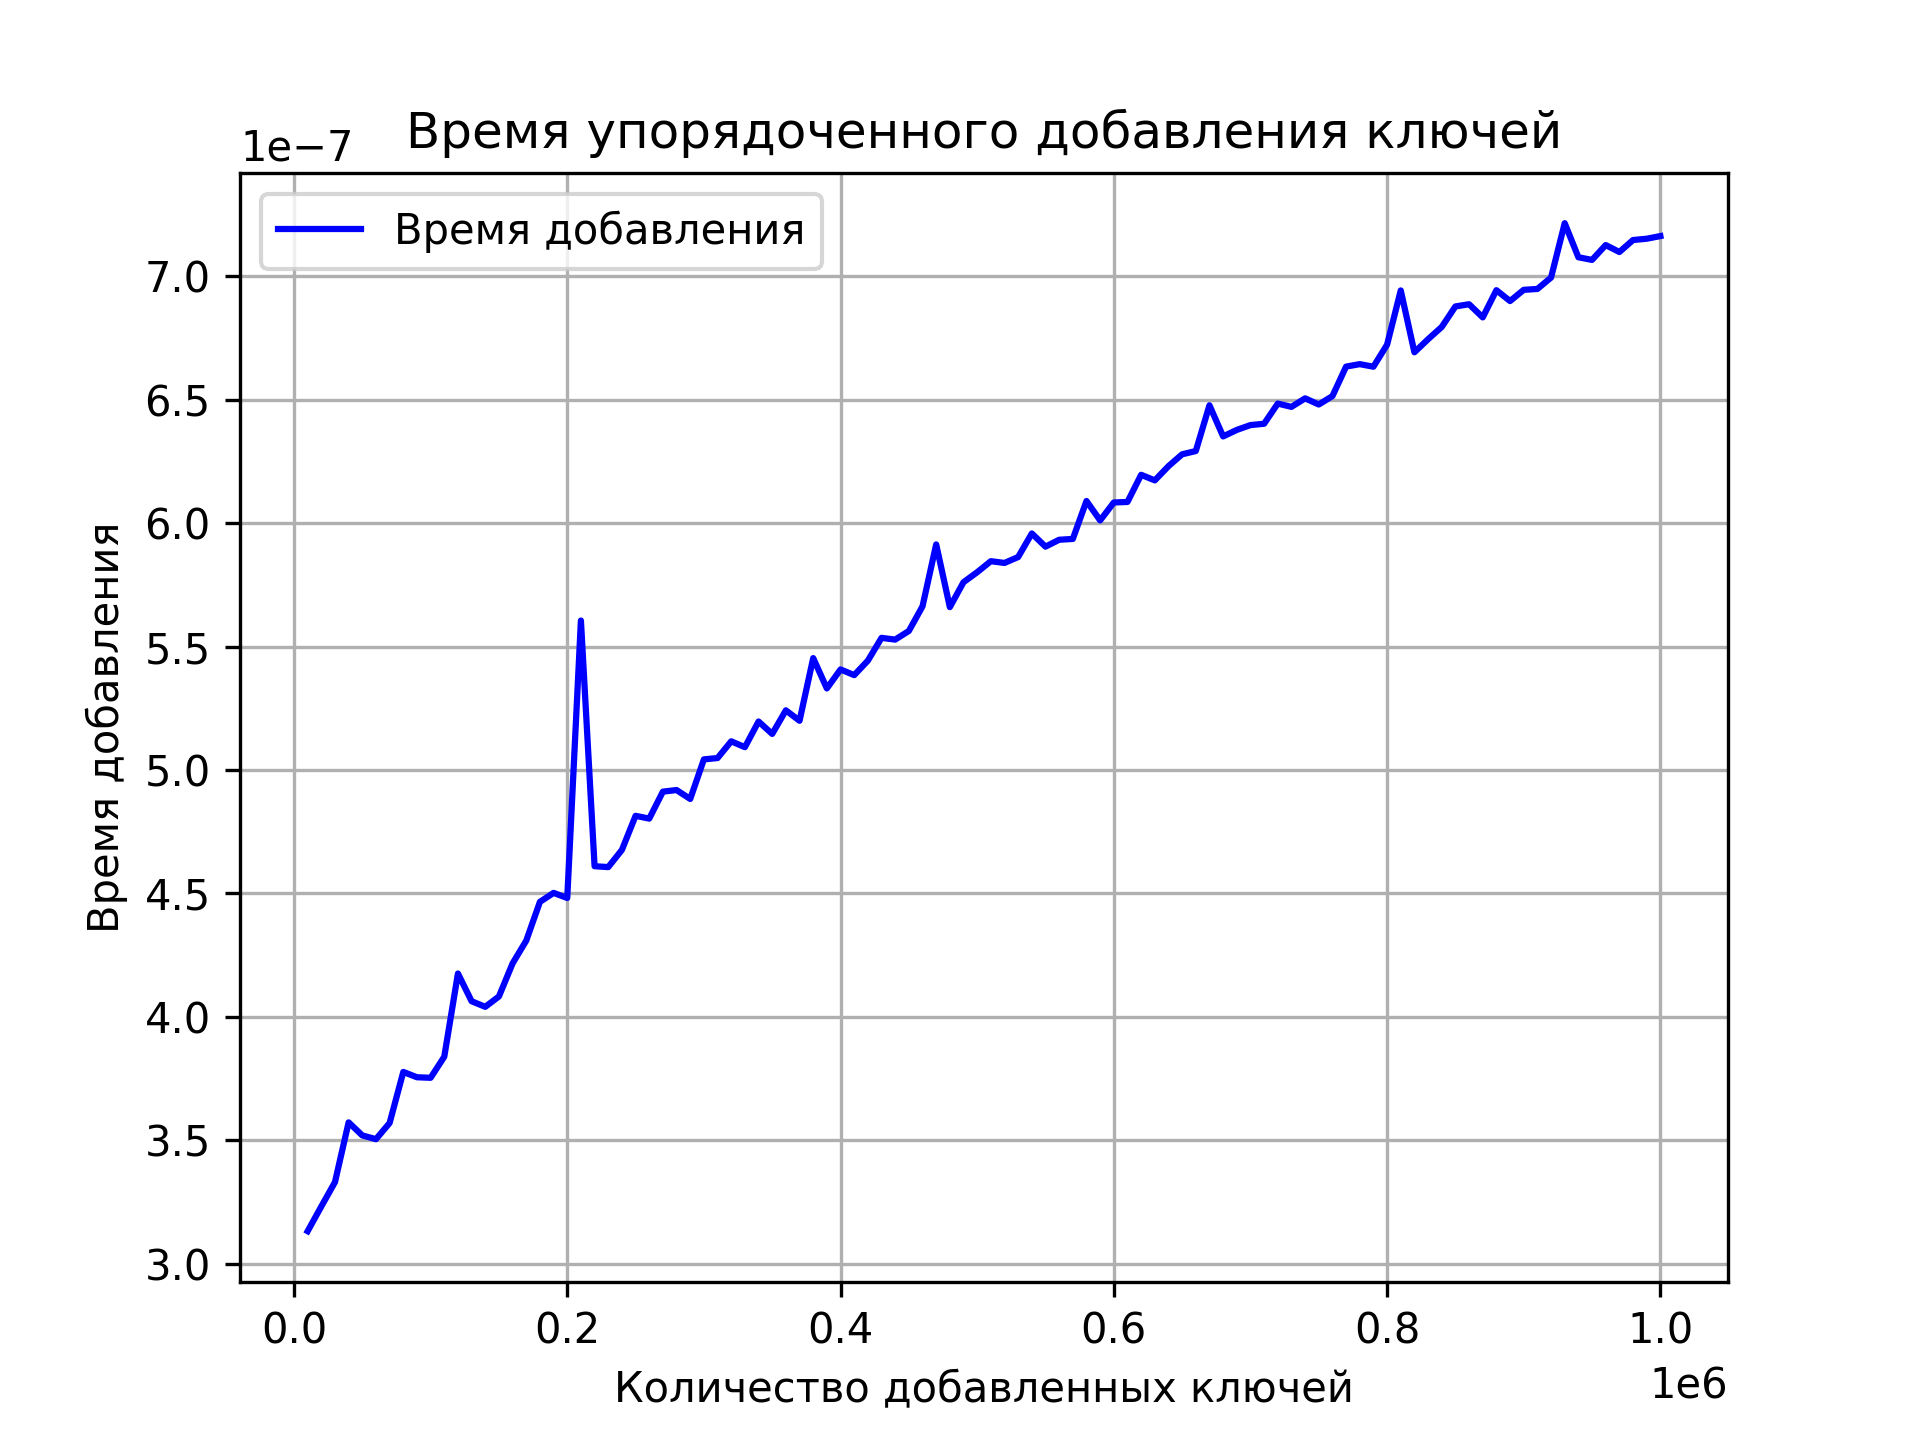 Время упорядоченного добавления ключей
1e−7
Время добавления
7.0
6.5
6.0
5.5
5.0
4.5
4.0
3.5
3.0
Время добавления
0.0 0.2 0.4 0.6 0.8 1.0
1e6
Количество добавленных ключей